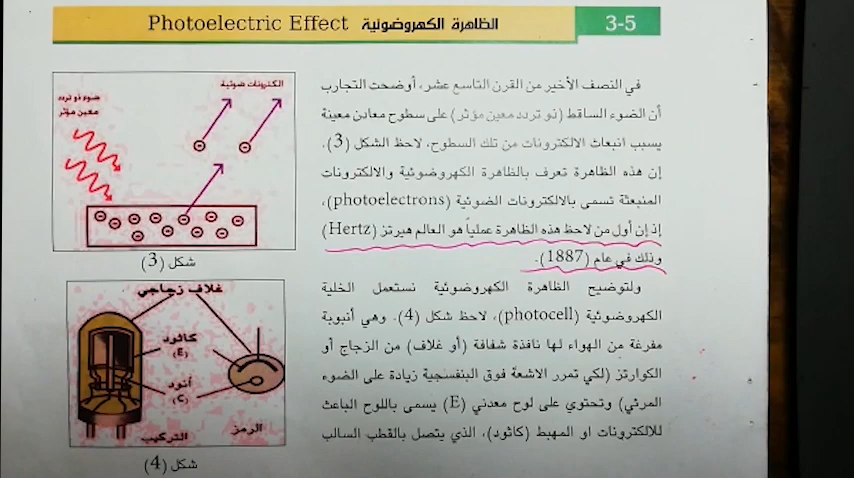 3-5 الظاهرة الكهروضوئية Photoelectric Effect
في النصف الأخير من القرن التاسع عشر، أوضحت التجارب
أن الضوء الساقط (ذو تردد معين مؤثر) على سطوح معادن معينة
يسبب انبعاث الالكترونات من تلك السطوح، لاحظ الشكل (3).
إن هذه الظاهرة تعرف بالظاهرة الكهروضوئية والالكترونات
المنبعثة تسمى بالالكترونات الضوئية (photoelectrons)،
إذ إن أول من لاحظ هذه الظاهرة عملياً هو العالم هيرتز (Hertz)
وذلك في عام (1887).
ولتوضيح الظاهرة الكهروضوئية نستعمل الخلية
الكهروضوئية (photocell)، لاحظ شكل (4). وهي أنبوبة
مفرغة من الهواء لها نافذة شفافة (أو غلاف) من الزجاج أو
الكوارتز (لكي تمرر الاشعة فوق البنفسجية زيادة على الضوء
المرئي) وتحتوي على لوح معدني (E) يسمى باللوح الباعث
للالكترونات او المهبط (كاثود)، الذي يتصل بالقطب السالب
الكترونات ضوئية
ضوء ذو تردد
معين مؤثر
شكل (3)
غلاف زجاجي
كاثود
(E)
أنود
(C)
الرمز
التركيب
شكل (4)